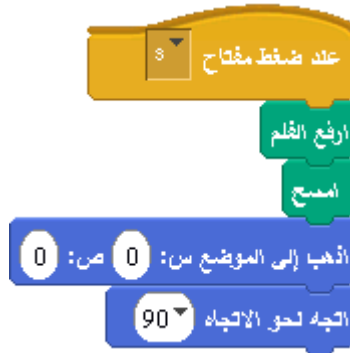 عند ضغط مفتاح s
ارفع القلم
امسح
اذهب إلى الموضع س: 0 ص: 0
اتجه نحو الاتجاه 90